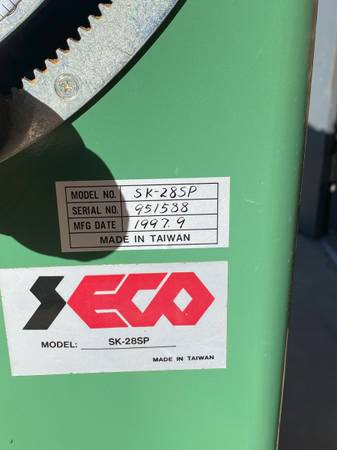 MODEL NO. SK-28SP
SERIAL NO. 951588
MFG DATE 1997.9
MADE IN TAIWAN
SECO
MODEL: SK-28SP
MADE IN TAIWAN